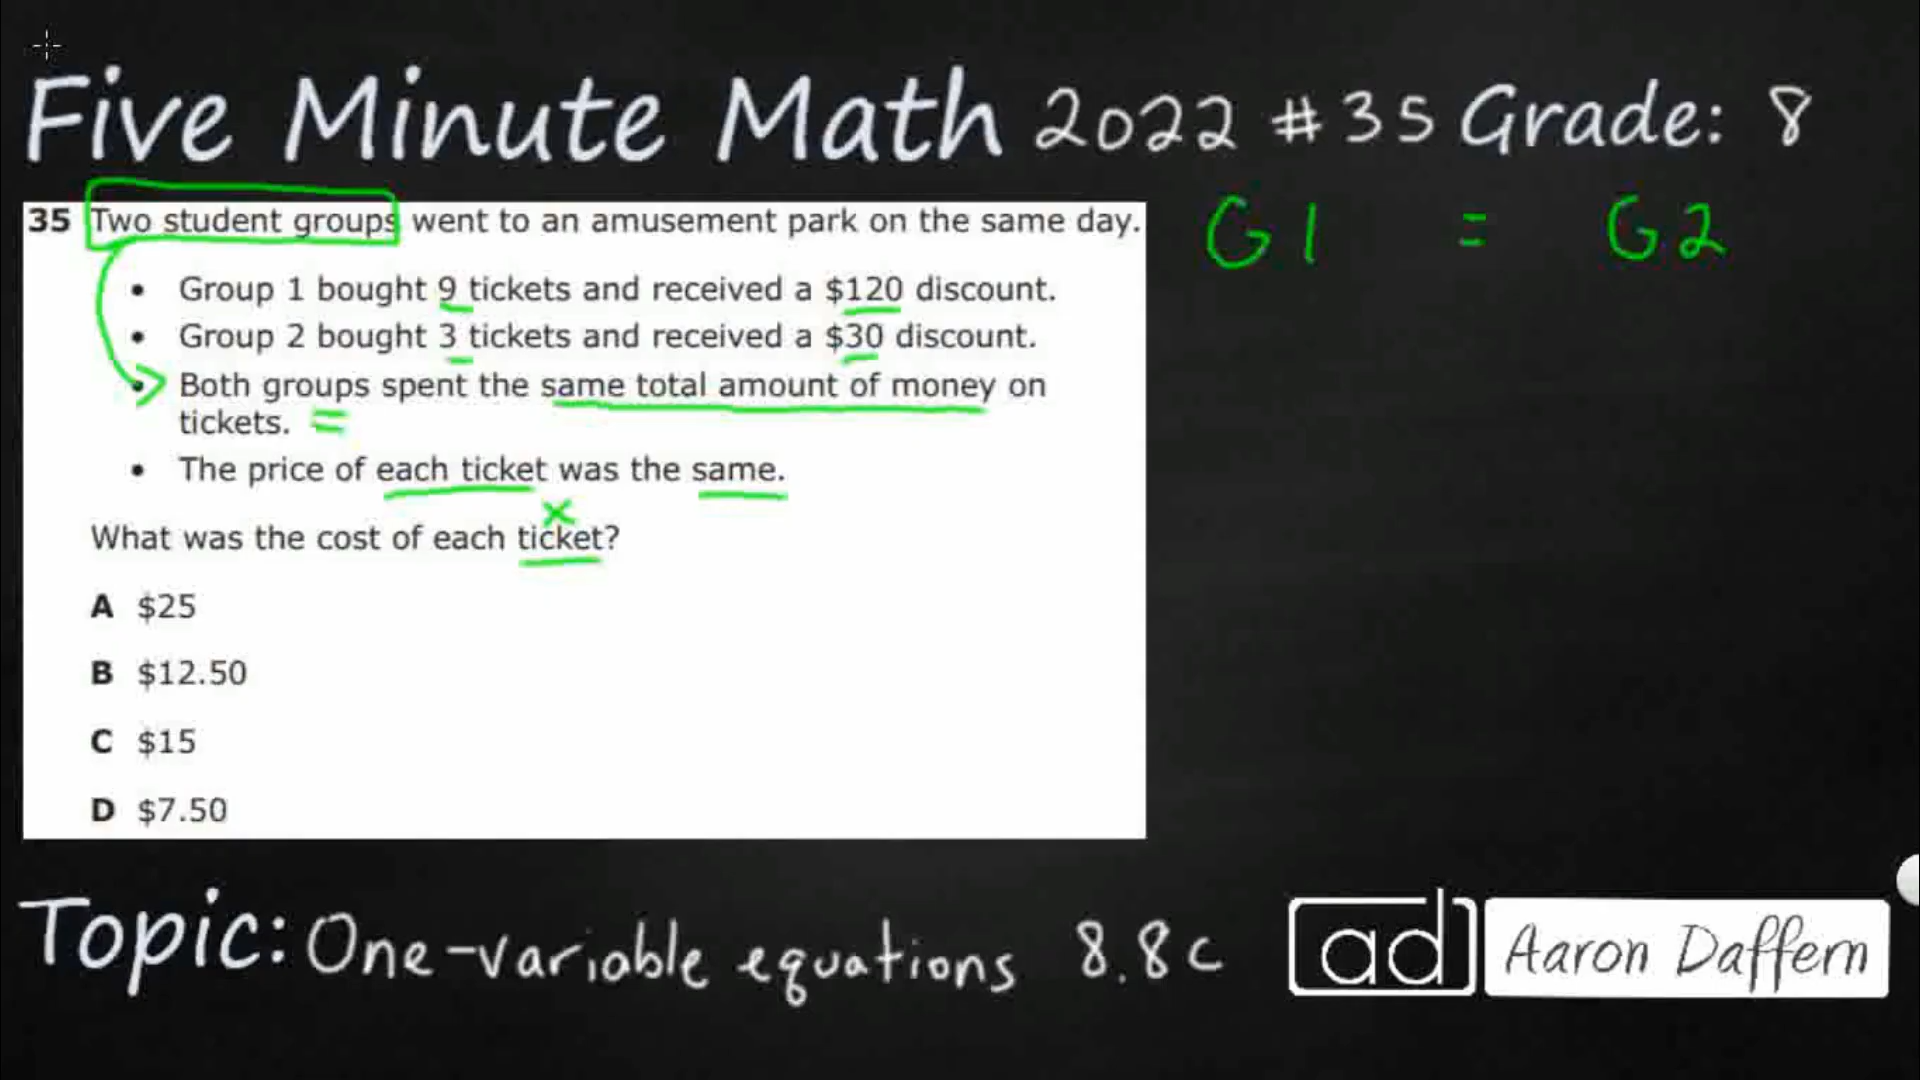 Five Minute Math 2022 #35 Grade: 8
35 Two student groups went to an amusement park on the same day.
G1 = G2
• Group 1 bought 9 tickets and received a $120 discount.
• Group 2 bought 3 tickets and received a $30 discount.
• Both groups spent the same total amount of money on
tickets. =
• The price of each ticket was the same.
x
What was the cost of each ticket?
A $25
B $12.50
C $15
D $7.50
Topic: One-variable equations 8.8c
ad Aaron Daffern